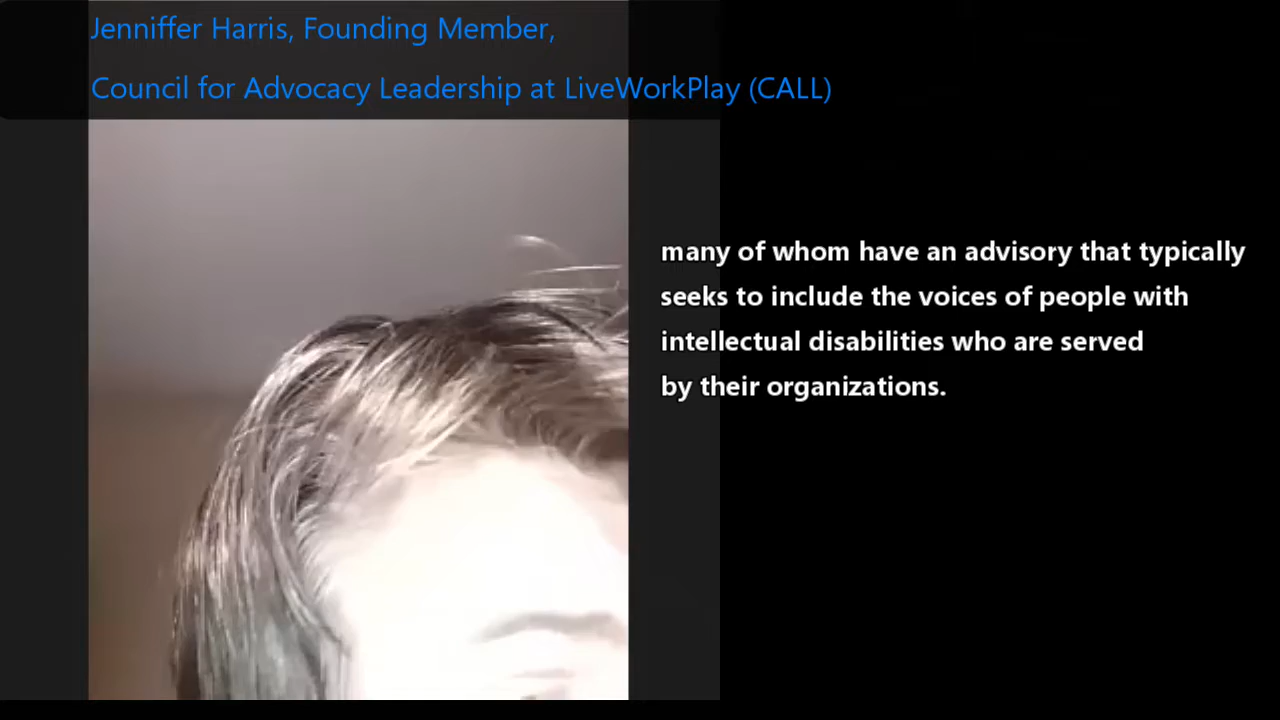 Jenniffer Harris, Founding Member,
Council for Advocacy Leadership at LiveWorkPlay (CALL)
many of whom have an advisory that typically
seeks to include the voices of people with
intellectual disabilities who are served
by their organizations.